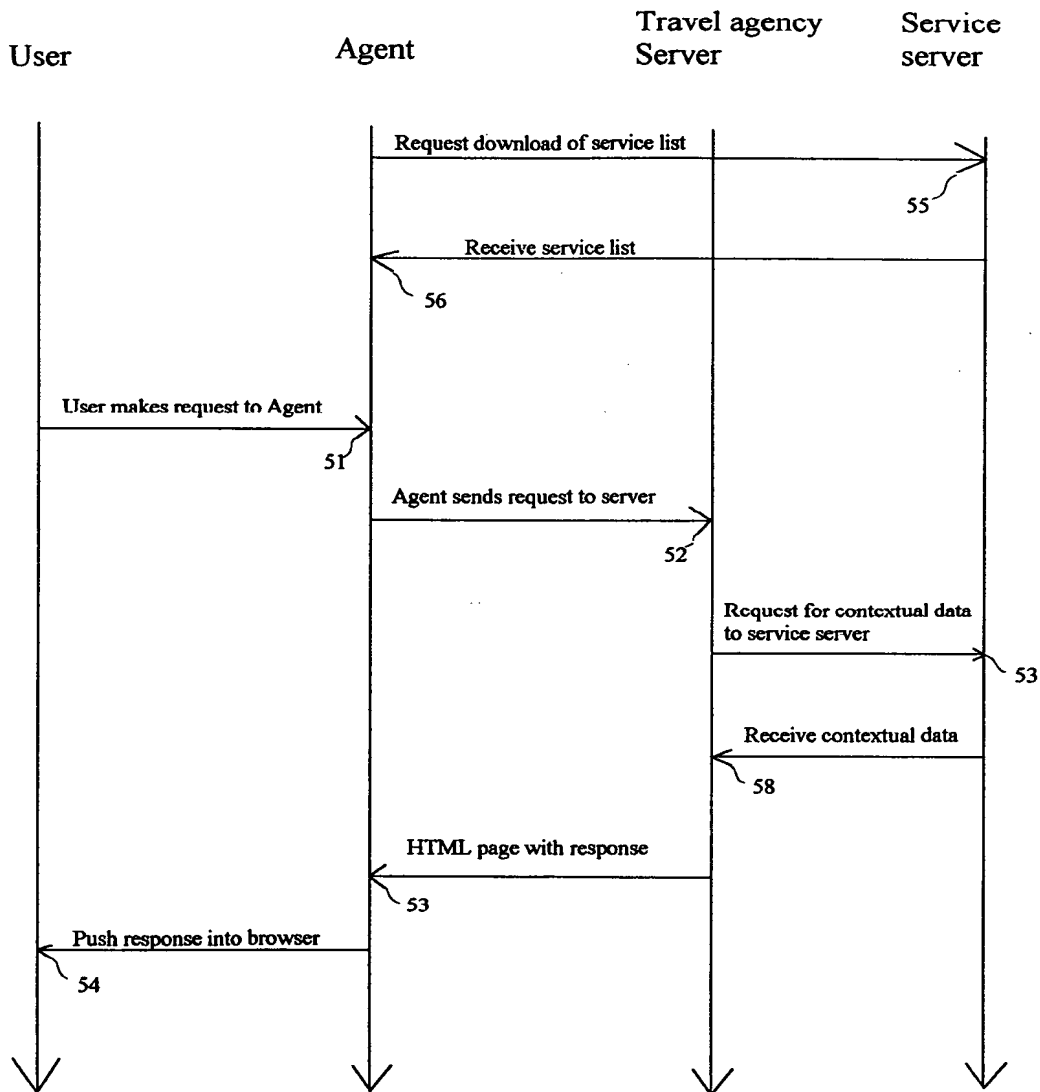 User
Agent
Travel agency
Server
Service
server
Request download of service list
55
Receive service list
56
User makes request to Agent
51
Agent sends request to server
52
Request for contextual data
to service server
53
Receive contextual data
58
HTML page with response
53
Push response into browser
54